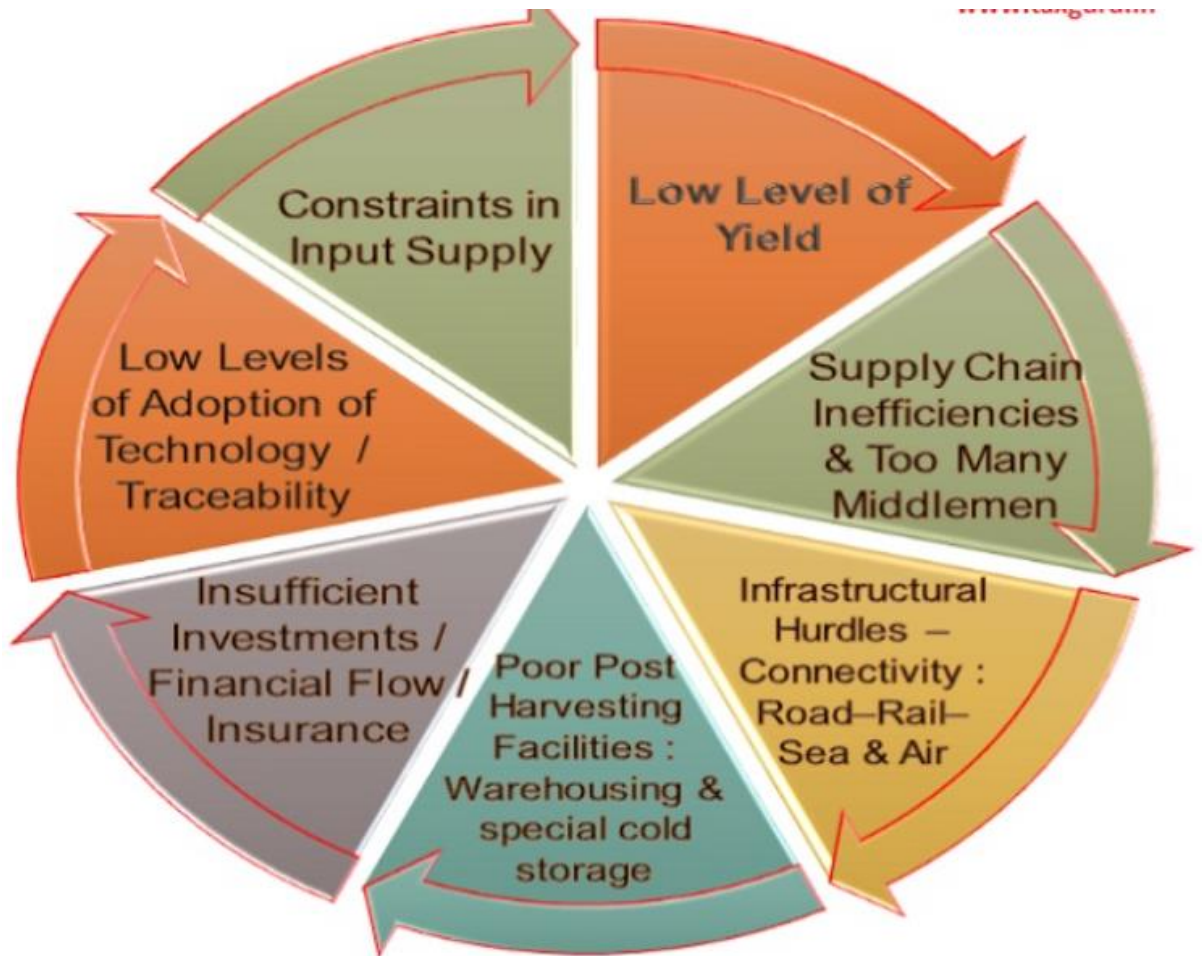 Low Level of
Yield
Supply Chain
Inefficiencies
& Too Many
Middlemen
Infrastructural
Hurdles –
Connectivity :
Road–Rail–
Sea & Air
Poor Post
Harvesting
Facilities :
Warehousing &
special cold
storage
Insufficient
Investments /
Financial Flow /
Insurance
Low Levels
of Adoption of
Technology /
Traceability
Constraints in
Input Supply